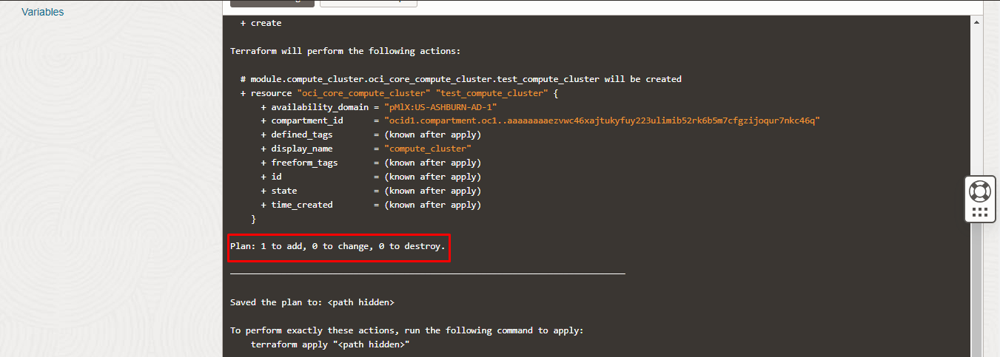 Variables
+ create
Terraform will perform the following actions:
# module.compute_cluster.oci_core_compute_cluster.test_compute_cluster will be created
+ resource "oci_core_compute_cluster" "test_compute_cluster" {
+ availability_domain = "pMlX:US-ASHBURN-AD-1"
+ compartment_id = "ocid1.compartment.oc1..aaaaaaaaezvwc46xajtukyfuy223ulimib52rk6b5m7cfgzijoqur7nkc46q"
+ defined_tags = (known after apply)
+ display_name = "compute_cluster"
+ freeform_tags = (known after apply)
+ id = (known after apply)
+ state = (known after apply)
+ time_created = (known after apply)
}
Plan: 1 to add, 0 to change, 0 to destroy.
Saved the plan to: <path hidden>
To perform exactly these actions, run the following command to apply:
terraform apply "<path hidden>"